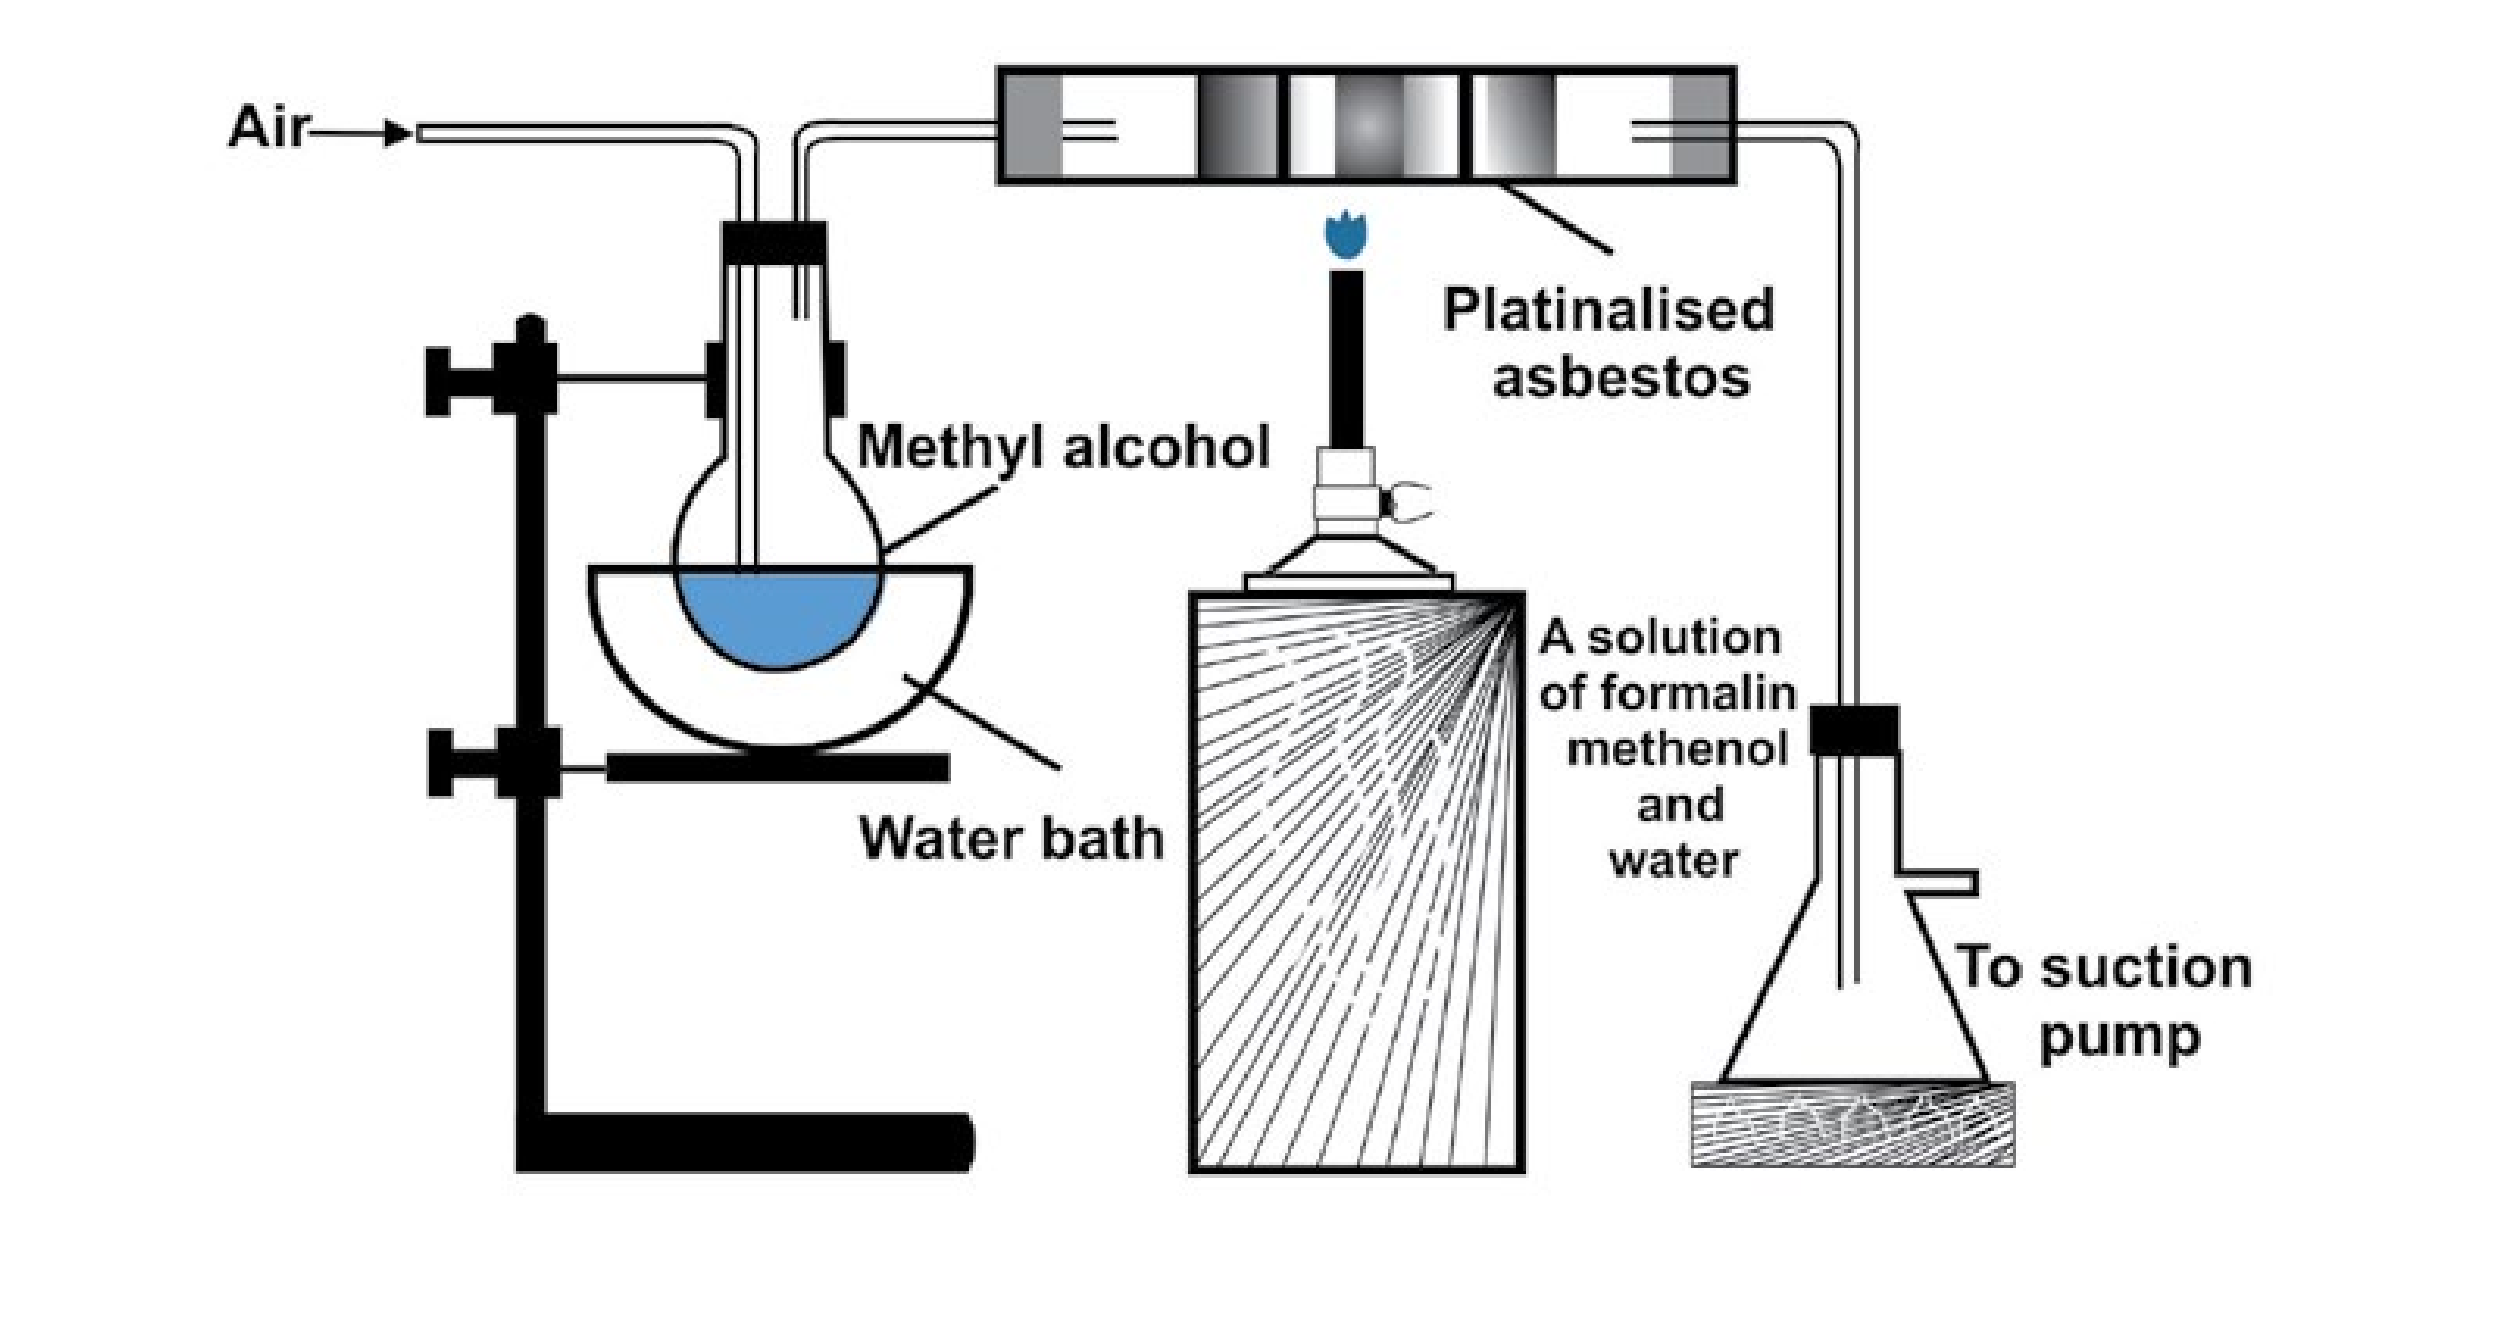 Air
Platinalised
asbestos
Methyl alcohol
Water bath
A solution
of formalin
methenol
and
water
To suction
pump